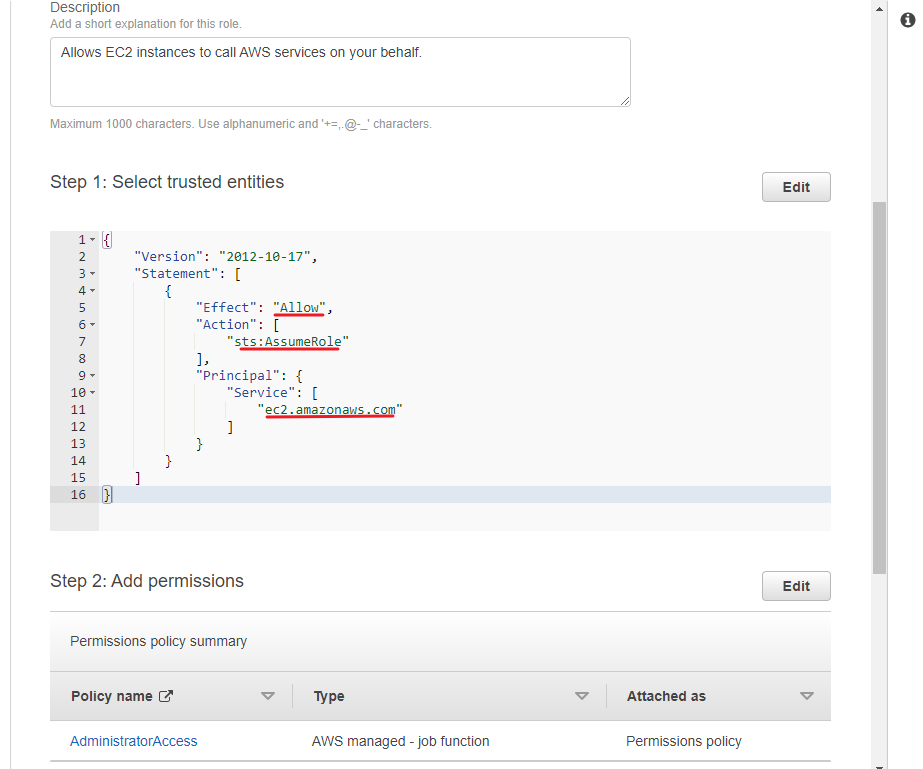 Description
Add a short explanation for this role.
Allows EC2 instances to call AWS services on your behalf.
Maximum 1000 characters. Use alphanumeric and '+=,.@-_' characters.
Step 1: Select trusted entities
Edit
1 {
2 "Version": "2012-10-17",
3 "Statement": [
4 {
5 "Effect": "Allow",
6 "Action": [
7 "sts:AssumeRole"
8 ],
9 "Principal": {
10 "Service": [
11 "ec2.amazonaws.com"
12 ]
13 }
14 }
15 ]
16 }
Step 2: Add permissions
Edit
Permissions policy summary
Policy name Type Attached as
AdministratorAccess AWS managed - job function Permissions policy